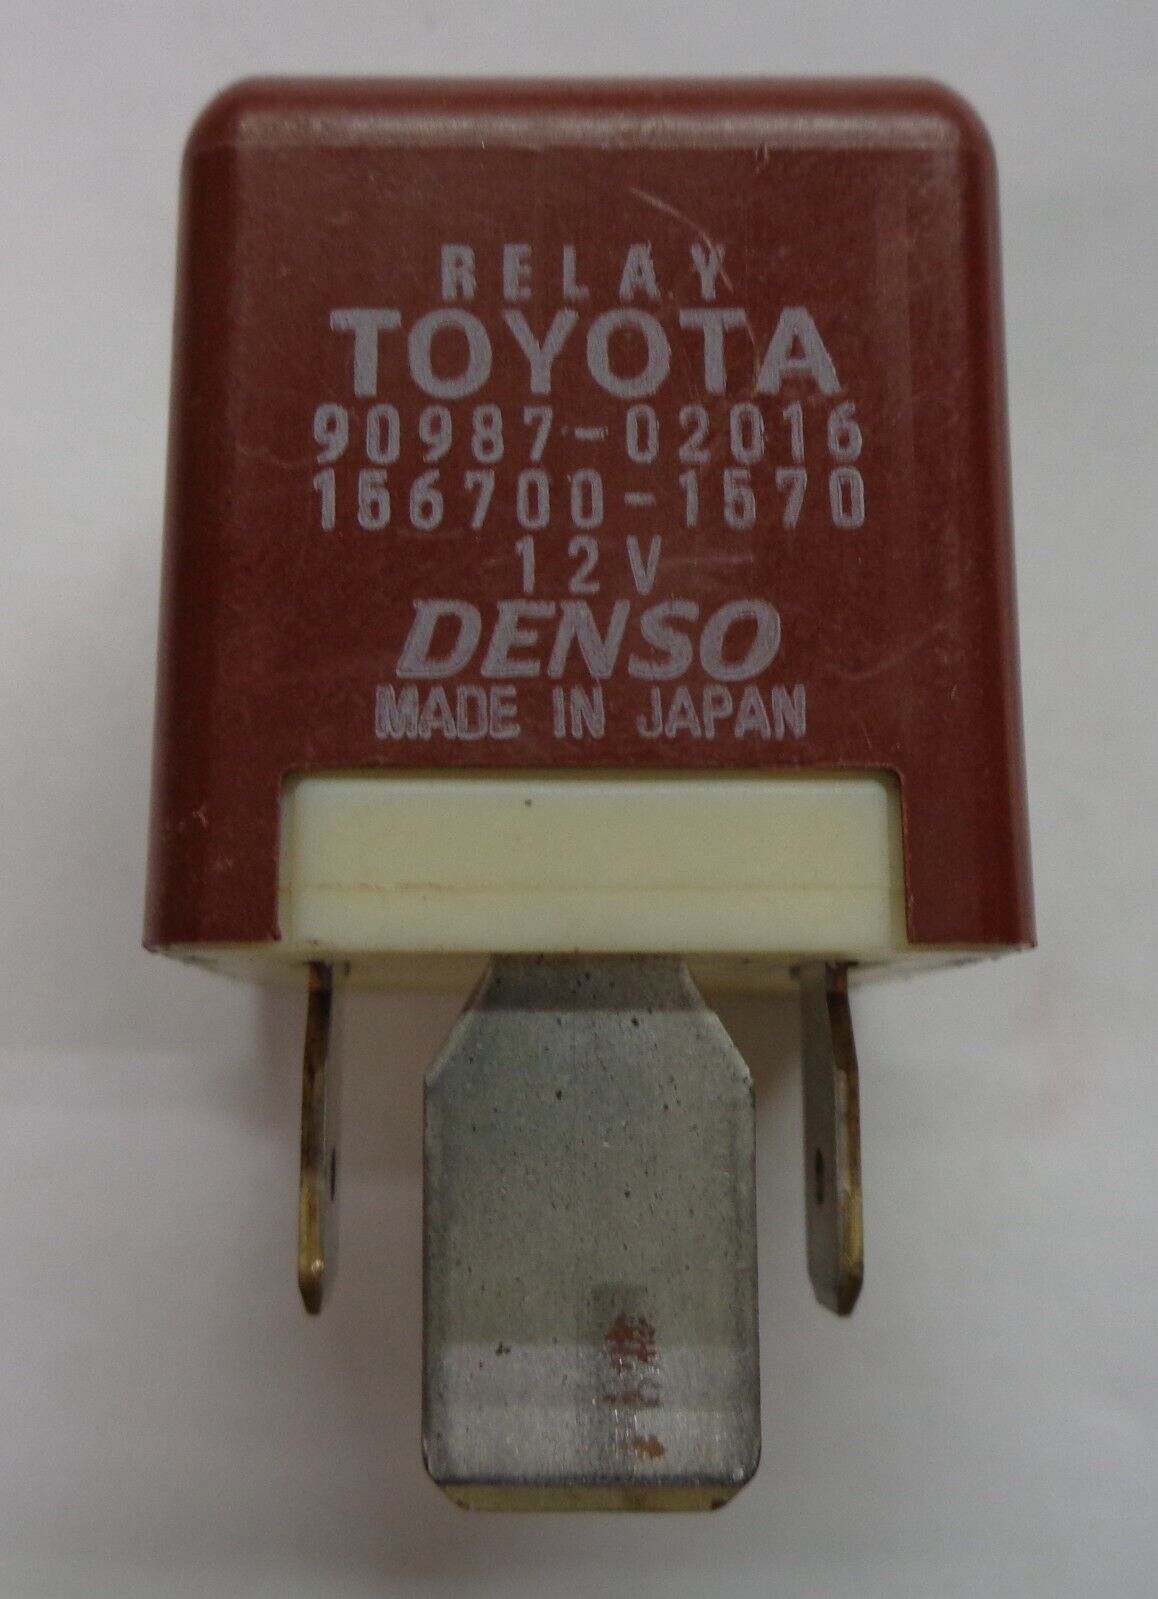 RELAY
TOYOTA
90987-02016
156700-1570
12V
DENSO
MADE IN JAPAN